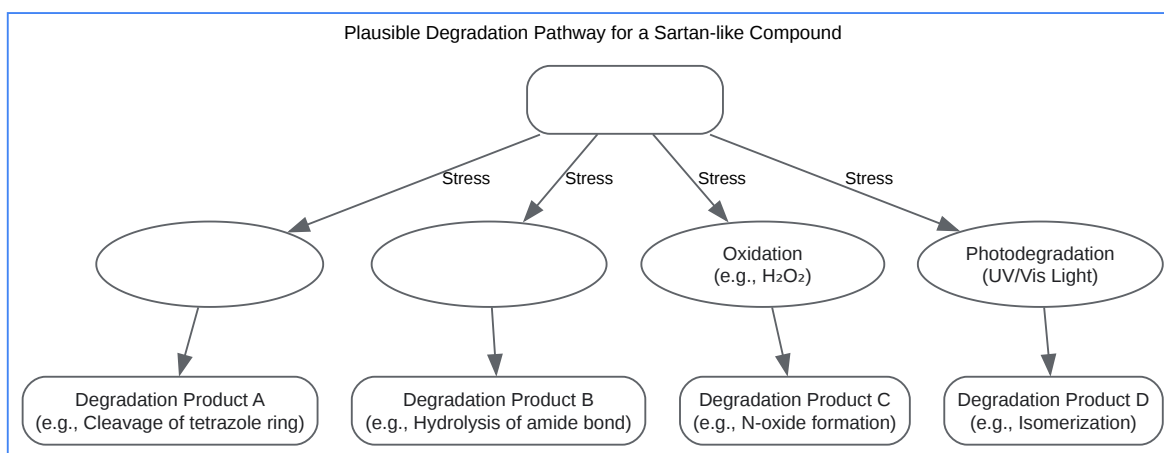 Plausible Degradation Pathway for a Sartan-like Compound
Stress
Stress
Stress
Stress
Oxidation
(e.g., H₂O₂)
Photodegradation
(UV/Vis Light)
Degradation Product A
(e.g., Cleavage of tetrazole ring)
Degradation Product B
(e.g., Hydrolysis of amide bond)
Degradation Product C
(e.g., N-oxide formation)
Degradation Product D
(e.g., Isomerization)